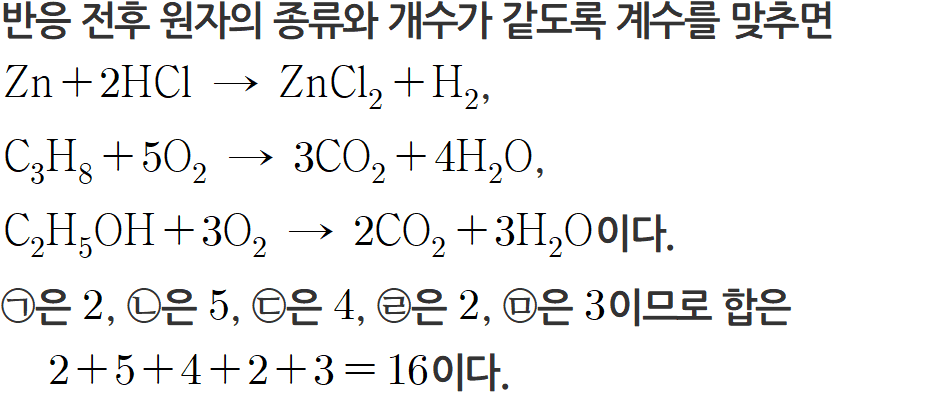 반응 전후 원자의 종류와 개수가 같도록 계수를 맞추면
Zn+2HCl → ZnCl₂+H₂,
C₃H₈+5O₂ → 3CO₂+4H₂O,
C₂H₅OH+3O₂ → 2CO₂+3H₂O이다.
㉠은 2, ㉡은 5, ㉢은 4, ㉣은 2, ㉤은 3이므로 합은
2+5+4+2+3=16이다.